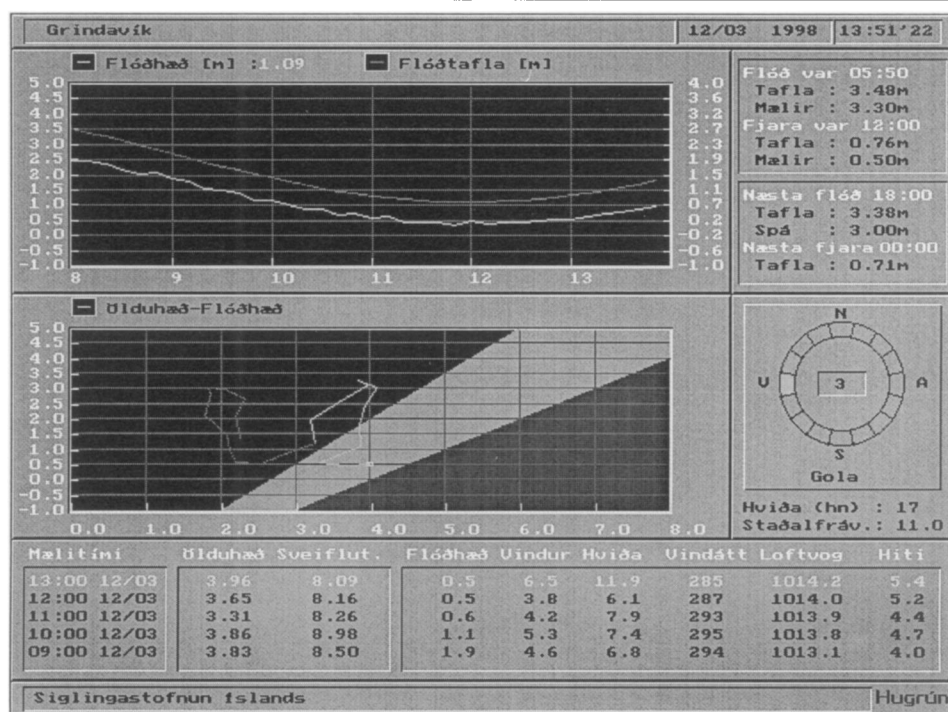 Grindavík 12/03 1998 13:51'22
Flóðhæð [m] :1.09 Flóðtafla [m]
5.0 4.0
4.5 3.6
4.0 3.2
3.5 2.7
3.0 2.3
2.5 1.9
2.0 1.5
1.5 1.1
1.0 0.7
0.5 0.2
0.0 -0.2
-0.5 -0.6
-1.0 -1.0
8 9 10 11 12 13
Flóð var 05:50
Tafla : 3.48m
Mælir : 3.30m
Fjara var 12:00
Tafla : 0.76m
Mælir : 0.50m
Næsta flóð 18:00
Tafla : 3.38m
Spá : 3.00m
Næsta fjara 00:00
Tafla : 0.71m
Ölduhæð-Flóðhæð
5.0
4.5
4.0
3.5
3.0
2.5
2.0
1.5
1.0
0.5
0.0
-0.5
-1.0
0.0 1.0 2.0 3.0 4.0 5.0 6.0 7.0 8.0
N
V 3 A
S
Gola
Hviða (hn) : 17
Staðalfráv.: 11.0
Mælitími Ölduhæð Sveiflut. Flóðhæð Vindur Hviða Vindátt Loftvog Hiti
13:00 12/03 3.96 8.09 0.5 6.5 11.9 285 1014.2 5.4
12:00 12/03 3.65 8.16 0.5 3.8 6.1 287 1014.0 5.2
11:00 12/03 3.31 8.26 0.6 4.2 7.9 293 1013.9 4.4
10:00 12/03 3.86 8.98 1.1 5.3 7.4 295 1013.8 4.7
09:00 12/03 3.83 8.50 1.9 4.6 6.8 294 1013.1 4.0
Siglingastofnun Íslands Hugrún